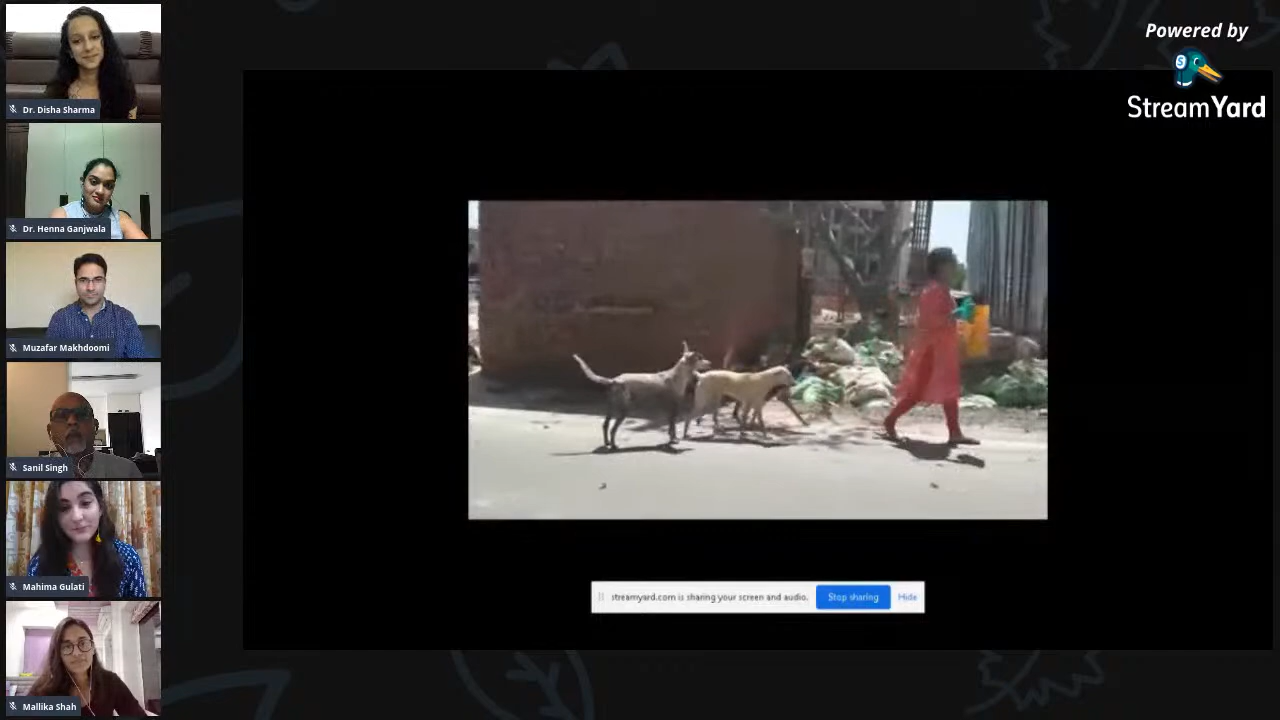 Powered by
StreamYard
Dr. Disha Sharma
Dr. Henna Ganjwala
Muzafar Makhdoomi
Sanil Singh
Mahima Gulati
Mallika Shah
streamyard.com is sharing your screen and audio.
Stop sharing
Hide